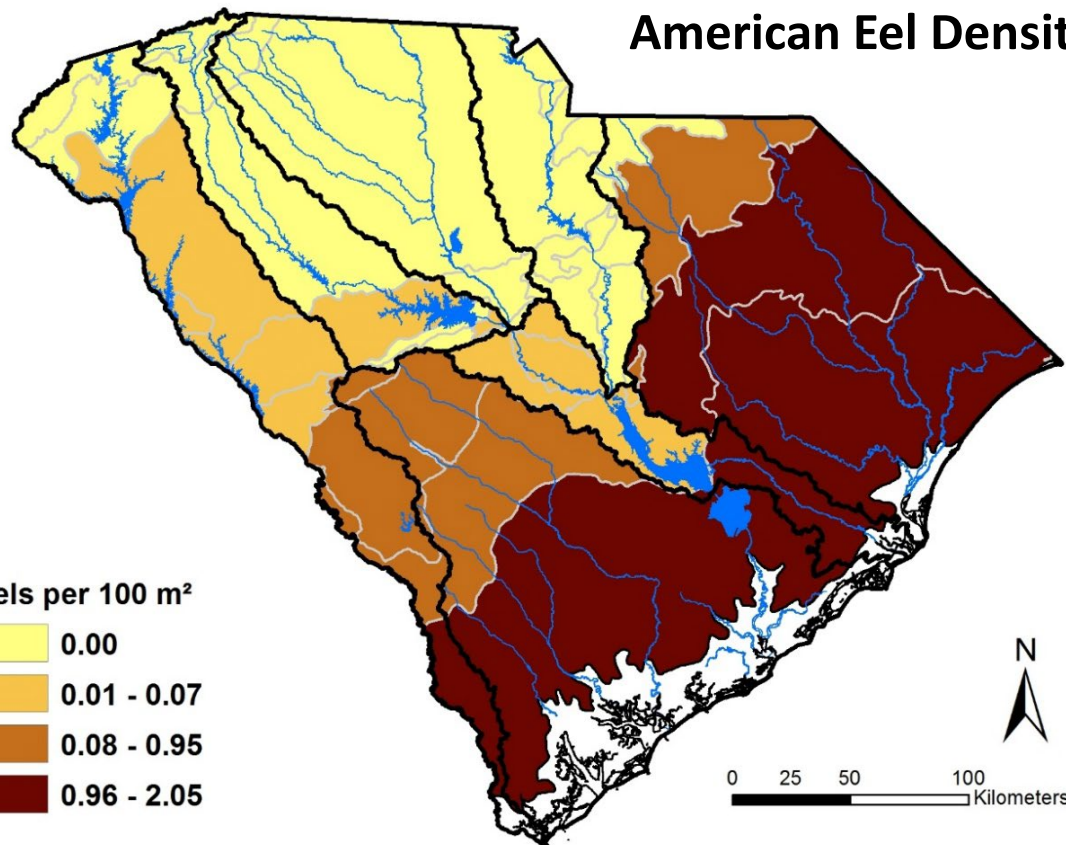 American Eel Densit
els per 100 m²
0.00
0.01 - 0.07
0.08 - 0.95
0.96 - 2.05
N
0 25 50 100
Kilometers